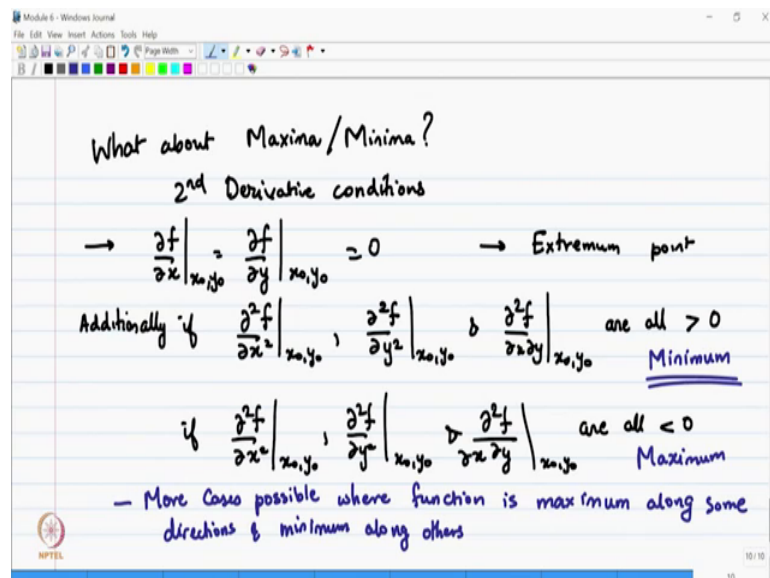 Module 6 - Windows Journal
File Edit View Insert Actions Tools Help
Page Width
B I
What about Maxima/Minima?
2nd Derivative conditions
→ ∂f/∂x|x₀,y₀ = ∂f/∂y|x₀,y₀ = 0 → Extremum point
Additionally if ∂²f/∂x²|x₀,y₀ , ∂²f/∂y²|x₀,y₀ & ∂²f/∂x∂y|x₀,y₀ are all > 0
Minimum
if ∂²f/∂x²|x₀,y₀ , ∂²f/∂y²|x₀,y₀ & ∂²f/∂x∂y|x₀,y₀ are all < 0
Maximum
– More Cases possible where function is maximum along some
directions & minimum along others
NPTEL
10/10
10